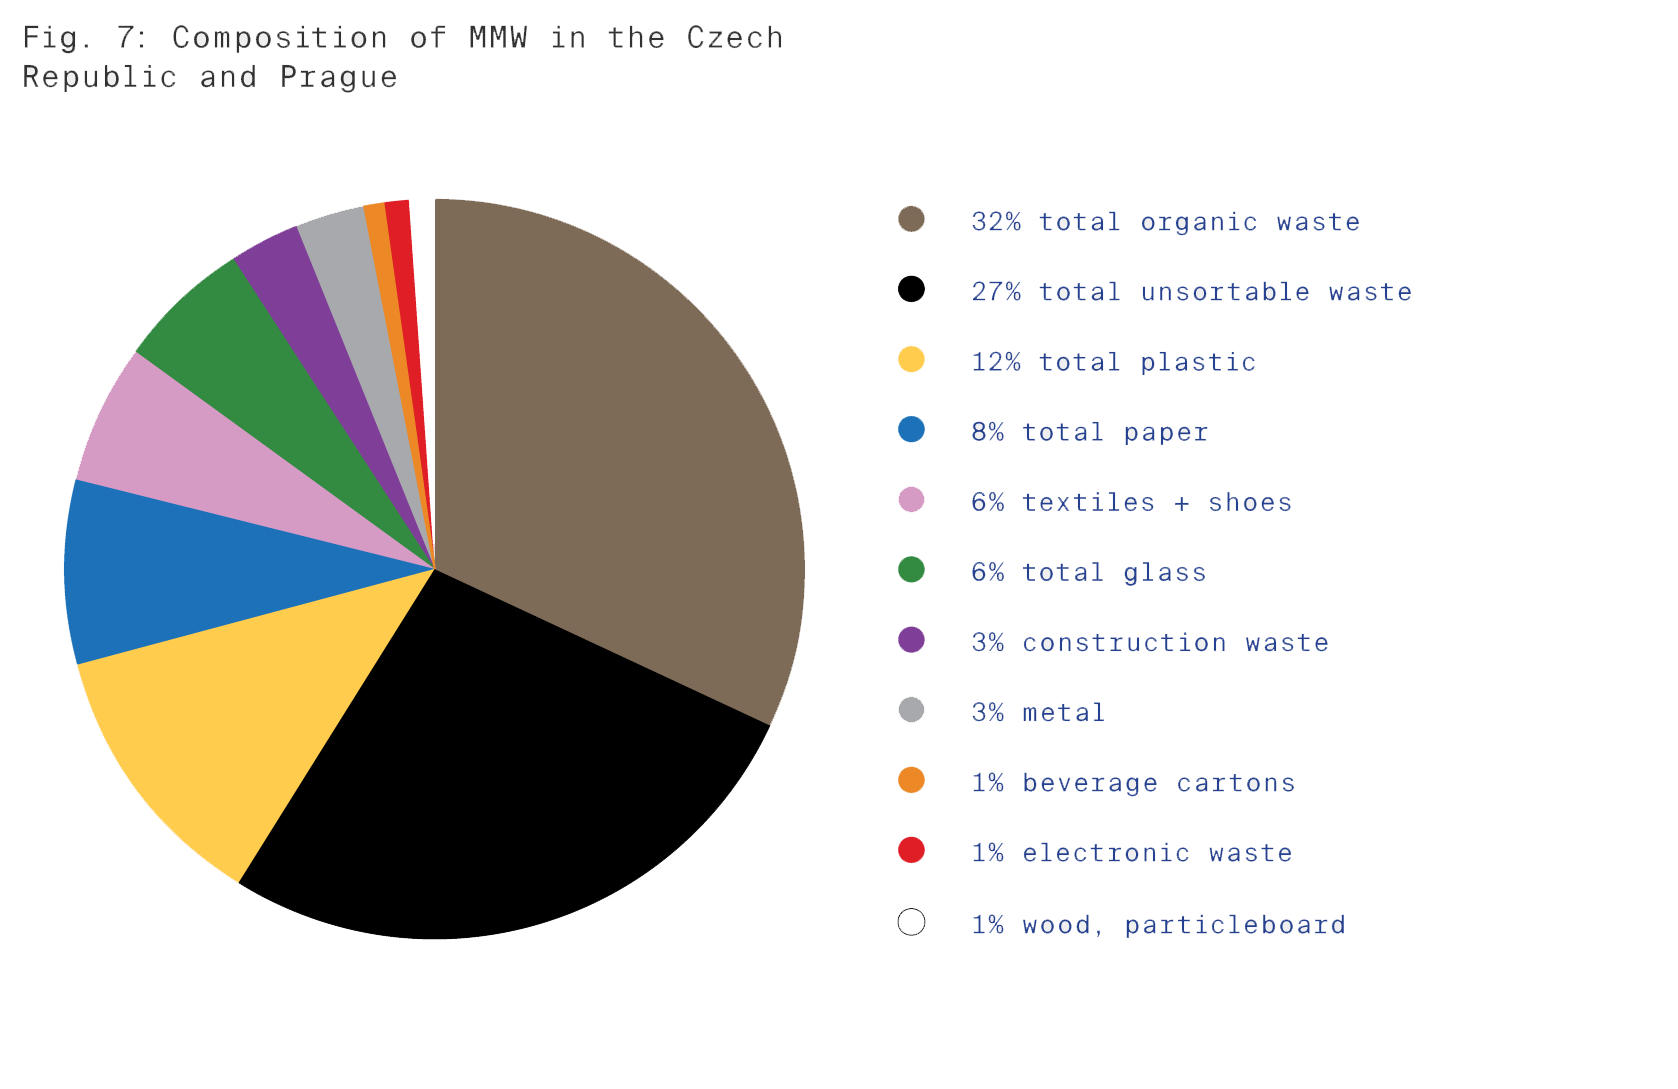 Fig. 7: Composition of MMW in the Czech
Republic and Prague
32% total organic waste
27% total unsortable waste
12% total plastic
8% total paper
6% textiles + shoes
6% total glass
3% construction waste
3% metal
1% beverage cartons
1% electronic waste
1% wood, particleboard